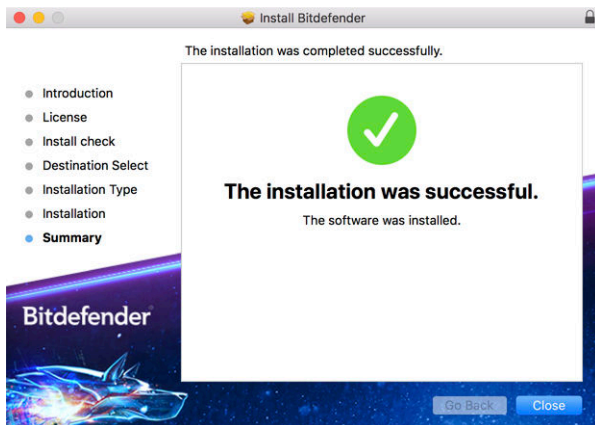 Install Bitdefender
The installation was completed successfully.
Introduction
License
Install check
Destination Select
Installation Type
Installation
Summary
The installation was successful.
The software was installed.
Bitdefender
Go Back
Close